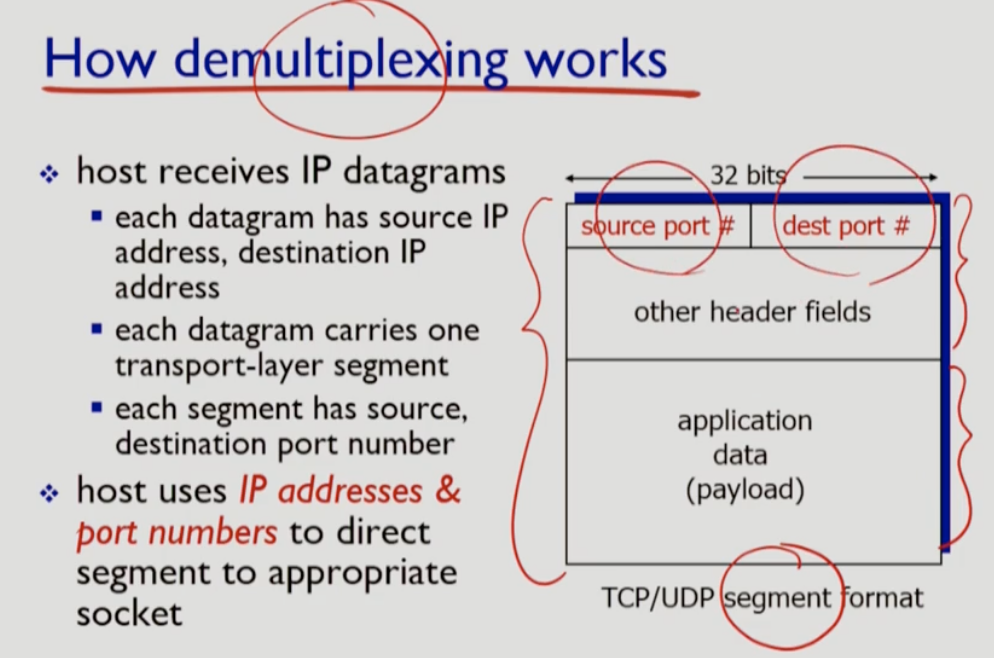 How demultiplexing works
❖ host receives IP datagrams
▪ each datagram has source IP
address, destination IP
address
▪ each datagram carries one
transport-layer segment
▪ each segment has source,
destination port number
❖ host uses IP addresses &
port numbers to direct
segment to appropriate
socket
32 bits
source port # dest port #
other header fields
application
data
(payload)
TCP/UDP segment format